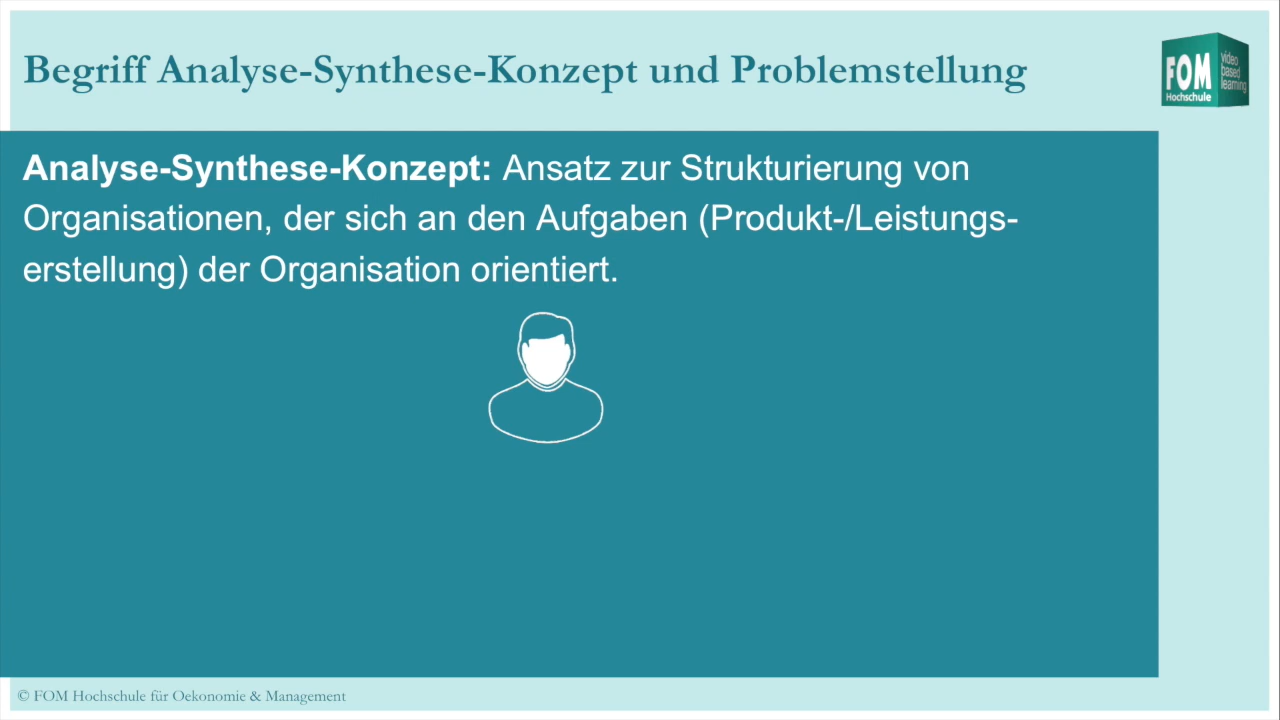 Begriff Analyse-Synthese-Konzept und Problemstellung
FOM
Hochschule
video
based
learning
Analyse-Synthese-Konzept: Ansatz zur Strukturierung von
Organisationen, der sich an den Aufgaben (Produkt-/Leistungs-
erstellung) der Organisation orientiert.
© FOM Hochschule für Oekonomie & Management